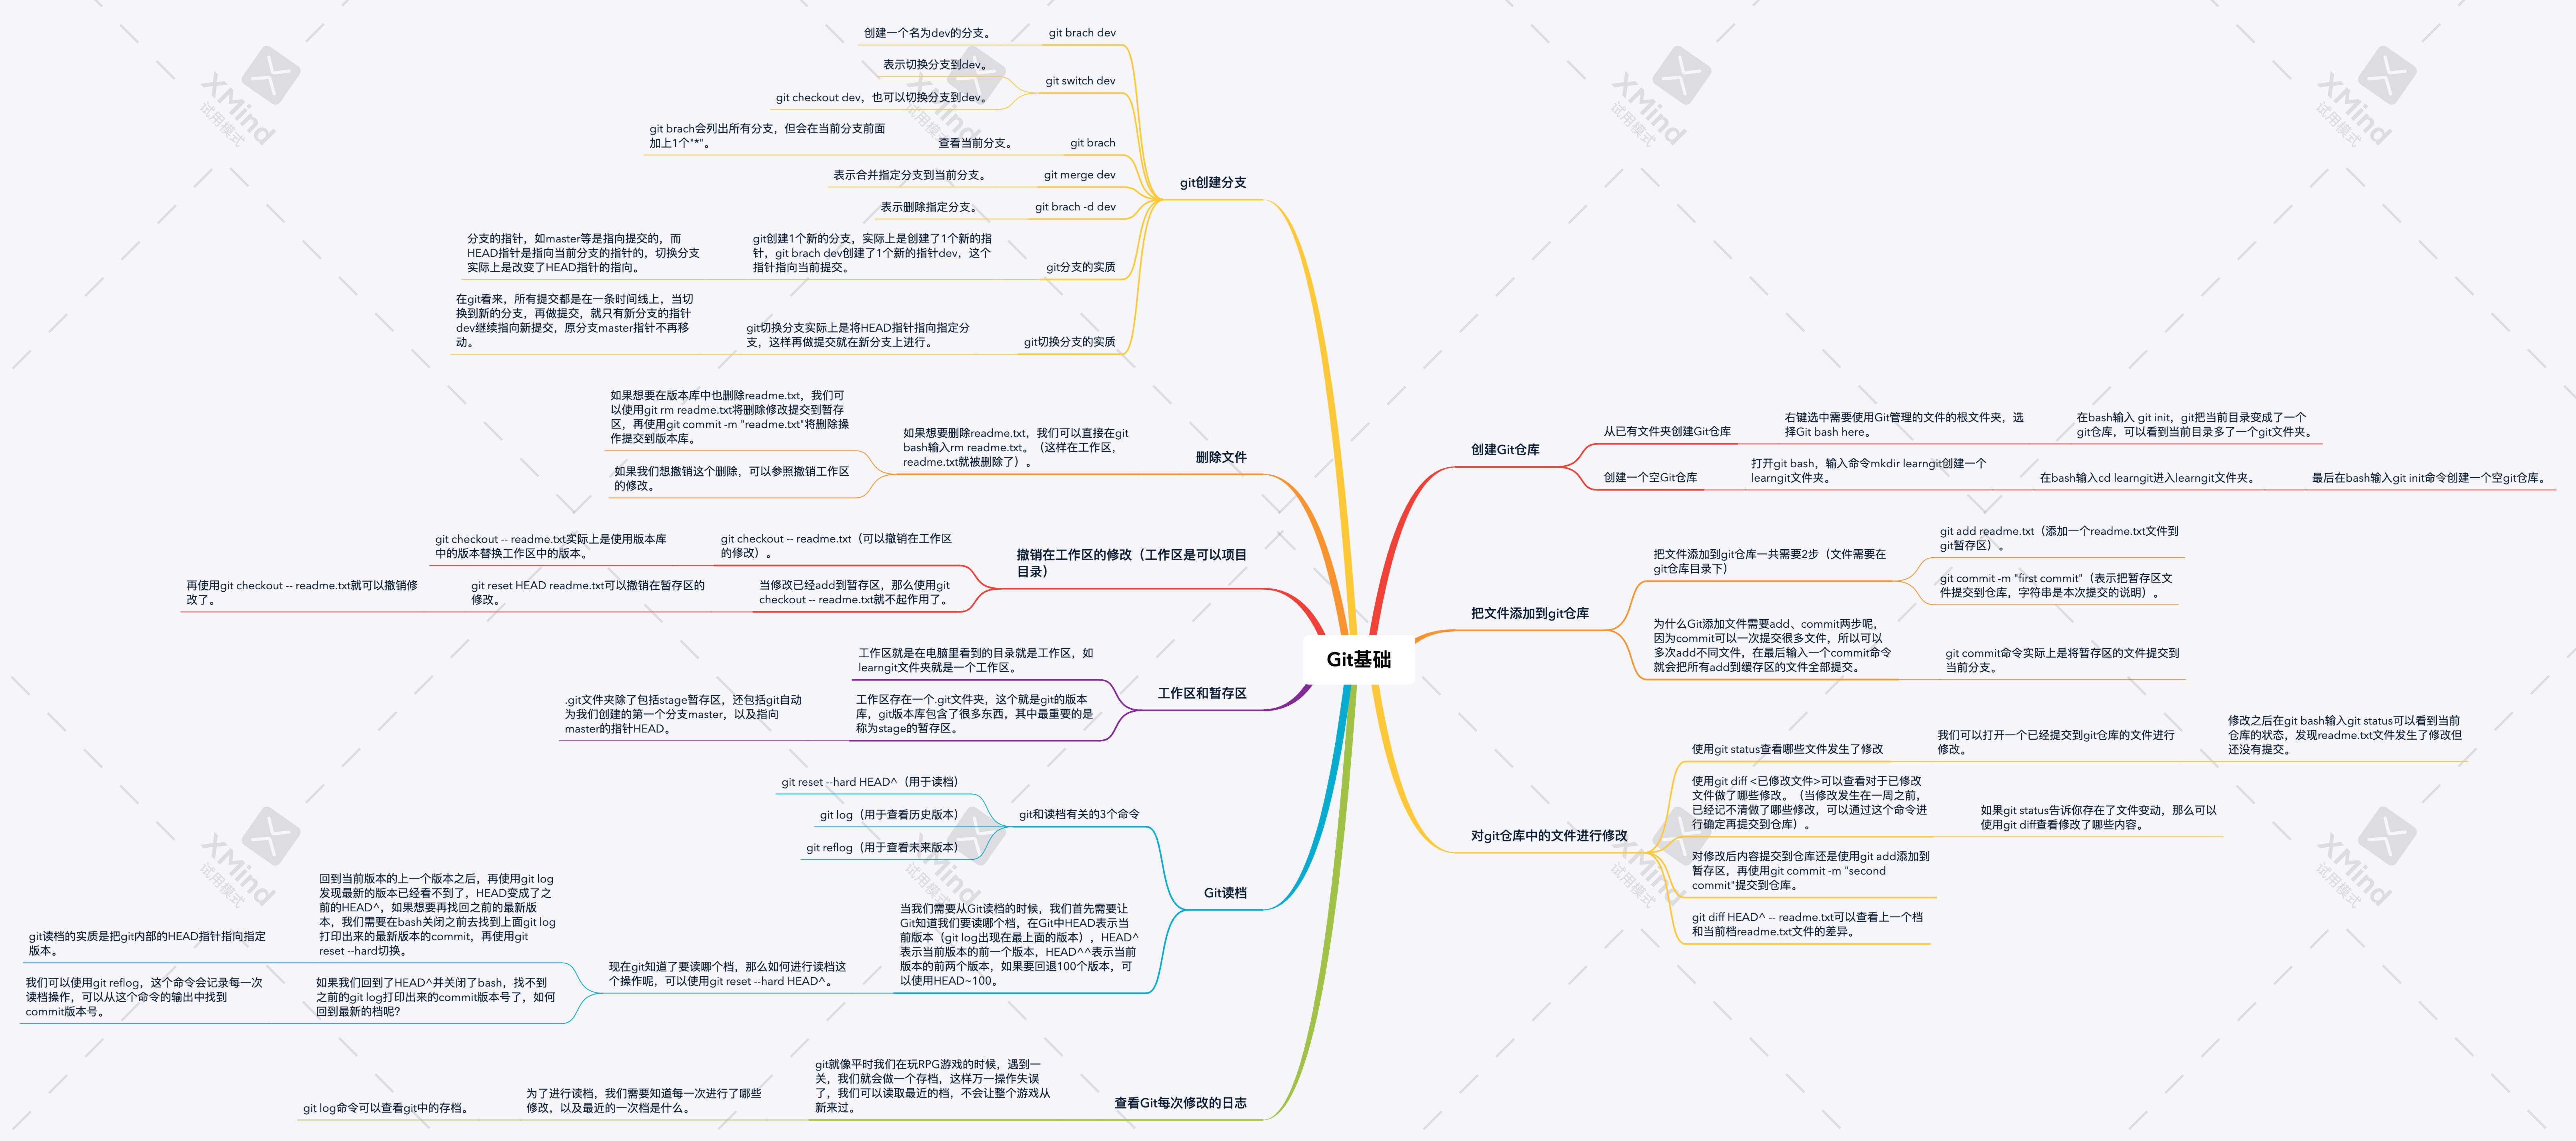 Git基础
创建Git仓库
从已有文件夹创建Git仓库
右键选中需要使用Git管理的文件的根文件夹，选
择Git bash here。
在bash输入 git init，git把当前目录变成了一个
git仓库，可以看到当前目录多了一个git文件夹。
创建一个空Git仓库
打开git bash，输入命令mkdir learngit创建一个
learngit文件夹。
在bash输入cd learngit进入learngit文件夹。
最后在bash输入git init命令创建一个空git仓库。
把文件添加到git仓库
把文件添加到git仓库一共需要2步（文件需要在
git仓库目录下）
git add readme.txt（添加一个readme.txt文件到
git暂存区）。
git commit -m "first commit"（表示把暂存区文
件提交到仓库，字符串是本次提交的说明）。
为什么Git添加文件需要add、commit两步呢，
因为commit可以一次提交很多文件，所以可以
多次add不同文件，在最后输入一个commit命令
就会把所有add到缓存区的文件全部提交。
git commit命令实际上是将暂存区的文件提交到
当前分支。
对git仓库中的文件进行修改
使用git status查看哪些文件发生了修改
我们可以打开一个已经提交到git仓库的文件进行
修改。
修改之后在git bash输入git status可以看到当前
仓库的状态，发现readme.txt文件发生了修改但
还没有提交。
使用git diff <已修改文件>可以查看对于已修改
文件做了哪些修改。（当修改发生在一周之前，
已经记不清做了哪些修改，可以通过这个命令进
行确定再提交到仓库）。
如果git status告诉你存在了文件变动，那么可以
使用git diff查看修改了哪些内容。
对修改后内容提交到仓库还是使用git add添加到
暂存区，再使用git commit -m "second
commit"提交到仓库。
git diff HEAD^ -- readme.txt可以查看上一个档
和当前档readme.txt文件的差异。
查看Git每次修改的日志
git就像平时我们在玩RPG游戏的时候，遇到一
关，我们就会做一个存档，这样万一操作失误
了，我们可以读取最近的档，不会让整个游戏从
新来过。
为了进行读档，我们需要知道每一次进行了哪些
修改，以及最近的一次档是什么。
git log命令可以查看git中的存档。
Git读档
git和读档有关的3个命令
git reset --hard HEAD^（用于读档）
git log（用于查看历史版本）
git reflog（用于查看未来版本）
当我们需要从Git读档的时候，我们首先需要让
Git知道我们要读哪个档，在Git中HEAD表示当
前版本（git log出现在最上面的版本），HEAD^
表示当前版本的前一个版本，HEAD^^表示当前
版本的前两个版本，如果要回退100个版本，可
以使用HEAD~100。
现在git知道了要读哪个档，那么如何进行读档这
个操作呢，可以使用git reset --hard HEAD^。
回到当前版本的上一个版本之后，再使用git log
发现最新的版本已经看不到了，HEAD变成了之
前的HEAD^，如果想要再找回之前的最新版
本，我们需要在bash关闭之前去找到上面git log
打印出来的最新版本的commit，再使用git
reset --hard切换。
git读档的实质是把git内部的HEAD指针指向指定
版本。
如果我们回到了HEAD^并关闭了bash，找不到
之前的git log打印出来的commit版本号了，如何
回到最新的档呢？
我们可以使用git reflog，这个命令会记录每一次
读档操作，可以从这个命令的输出中找到
commit版本号。
工作区和暂存区
工作区就是在电脑里看到的目录就是工作区，如
learngit文件夹就是一个工作区。
工作区存在一个.git文件夹，这个就是git的版本
库，git版本库包含了很多东西，其中最重要的是
称为stage的暂存区。
.git文件夹除了包括stage暂存区，还包括git自动
为我们创建的第一个分支master，以及指向
master的指针HEAD。
撤销在工作区的修改（工作区是可以项目
目录）
git checkout -- readme.txt（可以撤销在工作区
的修改）。
git checkout -- readme.txt实际上是使用版本库
中的版本替换工作区中的版本。
当修改已经add到暂存区，那么使用git
checkout -- readme.txt就不起作用了。
git reset HEAD readme.txt可以撤销在暂存区的
修改。
再使用git checkout -- readme.txt就可以撤销修
改了。
删除文件
如果想要删除readme.txt，我们可以直接在git
bash输入rm readme.txt。（这样在工作区，
readme.txt就被删除了）。
如果想要在版本库中也删除readme.txt，我们可
以使用git rm readme.txt将删除修改提交到暂存
区，再使用git commit -m "readme.txt"将删除操
作提交到版本库。
如果我们想撤销这个删除，可以参照撤销工作区
的修改。
git创建分支
git brach dev
创建一个名为dev的分支。
git switch dev
表示切换分支到dev。
git checkout dev，也可以切换分支到dev。
git brach
查看当前分支。
git brach会列出所有分支，但会在当前分支前面
加上1个"*"。
git merge dev
表示合并指定分支到当前分支。
git brach -d dev
表示删除指定分支。
git分支的实质
git创建1个新的分支，实际上是创建了1个新的指
针，git brach dev创建了1个新的指针dev，这个
指针指向当前提交。
分支的指针，如master等是指向提交的，而
HEAD指针是指向当前分支的指针的，切换分支
实际上是改变了HEAD指针的指向。
git切换分支的实质
git切换分支实际上是将HEAD指针指向指定分
支，这样再做提交就在新分支上进行。
在git看来，所有提交都是在一条时间线上，当切
换到新的分支，再做提交，就只有新分支的指针
dev继续指向新提交，原分支master指针不再移
动。
XMind
试用模式
XMind
试用模式
XMind
试用模式
XMind
试用模式
XMind
试用模式
XMind
试用模式
XMind
试用模式
XMind
试用模式